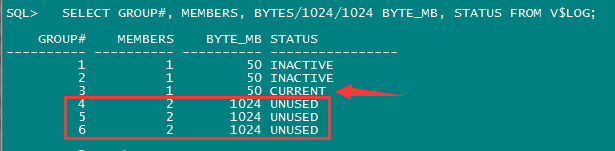 SQL>   SELECT GROUP#, MEMBERS, BYTES/1024/1024 BYTE_MB, STATUS FROM V$LOG;
    GROUP#    MEMBERS    BYTE_MB STATUS
---------- ---------- ---------- ----------------
         1          1         50 INACTIVE
         2          1         50 INACTIVE
         3          1         50 CURRENT
         4          2       1024 UNUSED
         5          2       1024 UNUSED
         6          2       1024 UNUSED